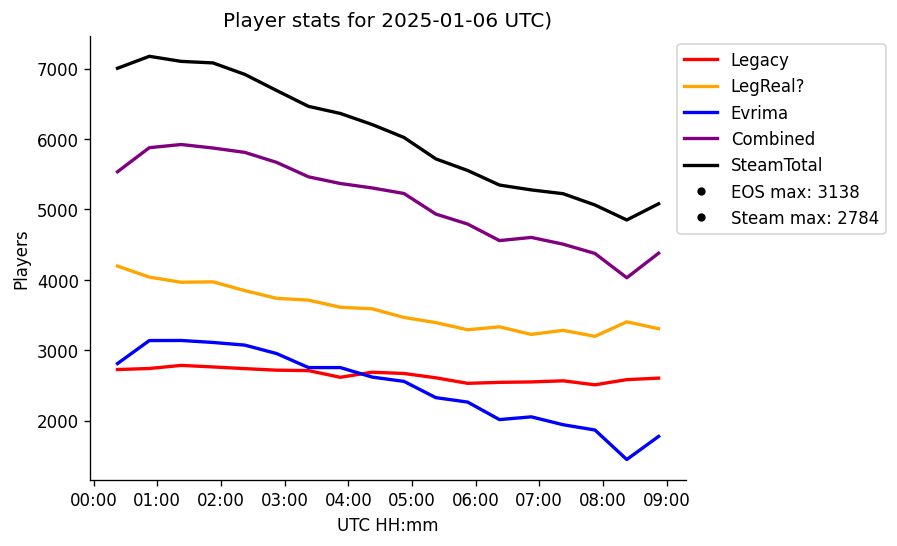 Player stats for 2025-01-06 UTC)
Legacy
LegReal?
Evrima
Combined
SteamTotal
EOS max: 3138
Steam max: 2784
Players
7000
6000
5000
4000
3000
2000
00:00 01:00 02:00 03:00 04:00 05:00 06:00 07:00 08:00 09:00
UTC HH:mm